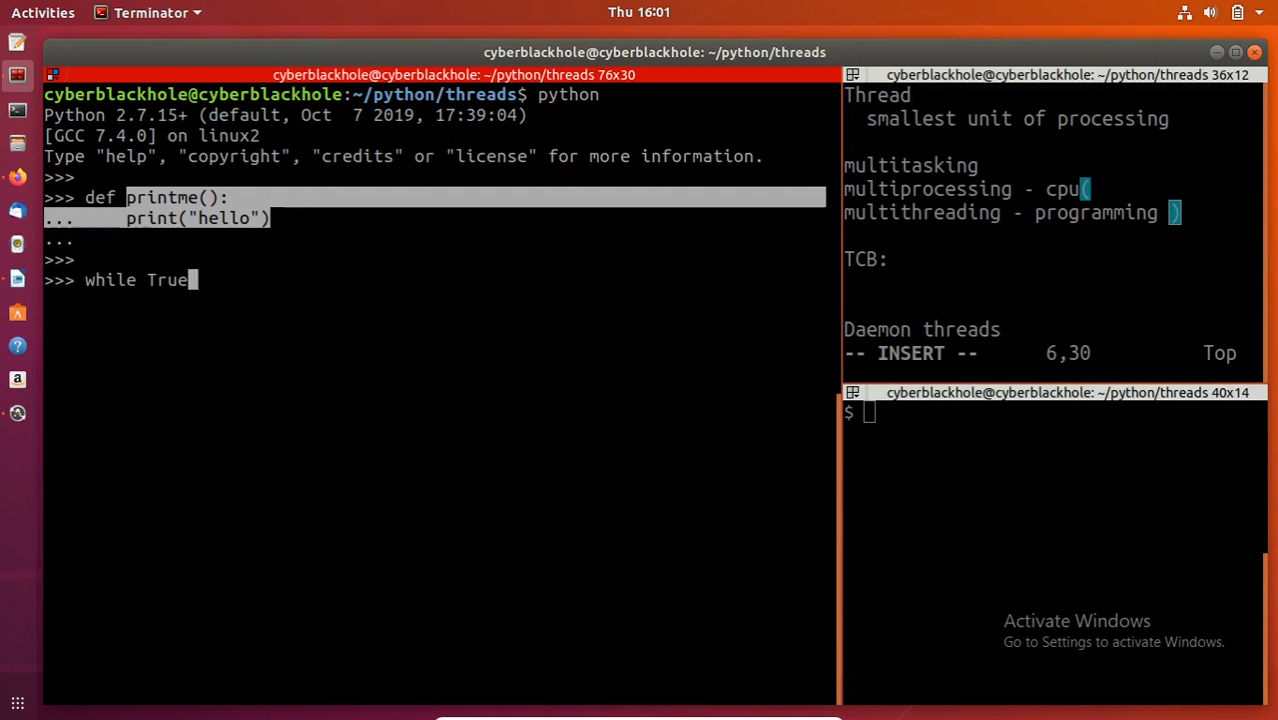 Activities Terminator Thu 16:01
cyberblackhole@cyberblackhole: ~/python/threads
cyberblackhole@cyberblackhole: ~/python/threads 76x30
cyberblackhole@cyberblackhole:~/python/threads$ python
Python 2.7.15+ (default, Oct  7 2019, 17:39:04)
[GCC 7.4.0] on linux2
Type "help", "copyright", "credits" or "license" for more information.
>>>
>>> def printme():
...     print("hello")
...
>>>
>>> while True
cyberblackhole@cyberblackhole: ~/python/threads 36x12
Thread
  smallest unit of processing
multitasking
multiprocessing - cpu(
multithreading - programming )
TCB:
Daemon threads
-- INSERT --      6,30          Top
cyberblackhole@cyberblackhole: ~/python/threads 40x14
$
Activate Windows
Go to Settings to activate Windows.